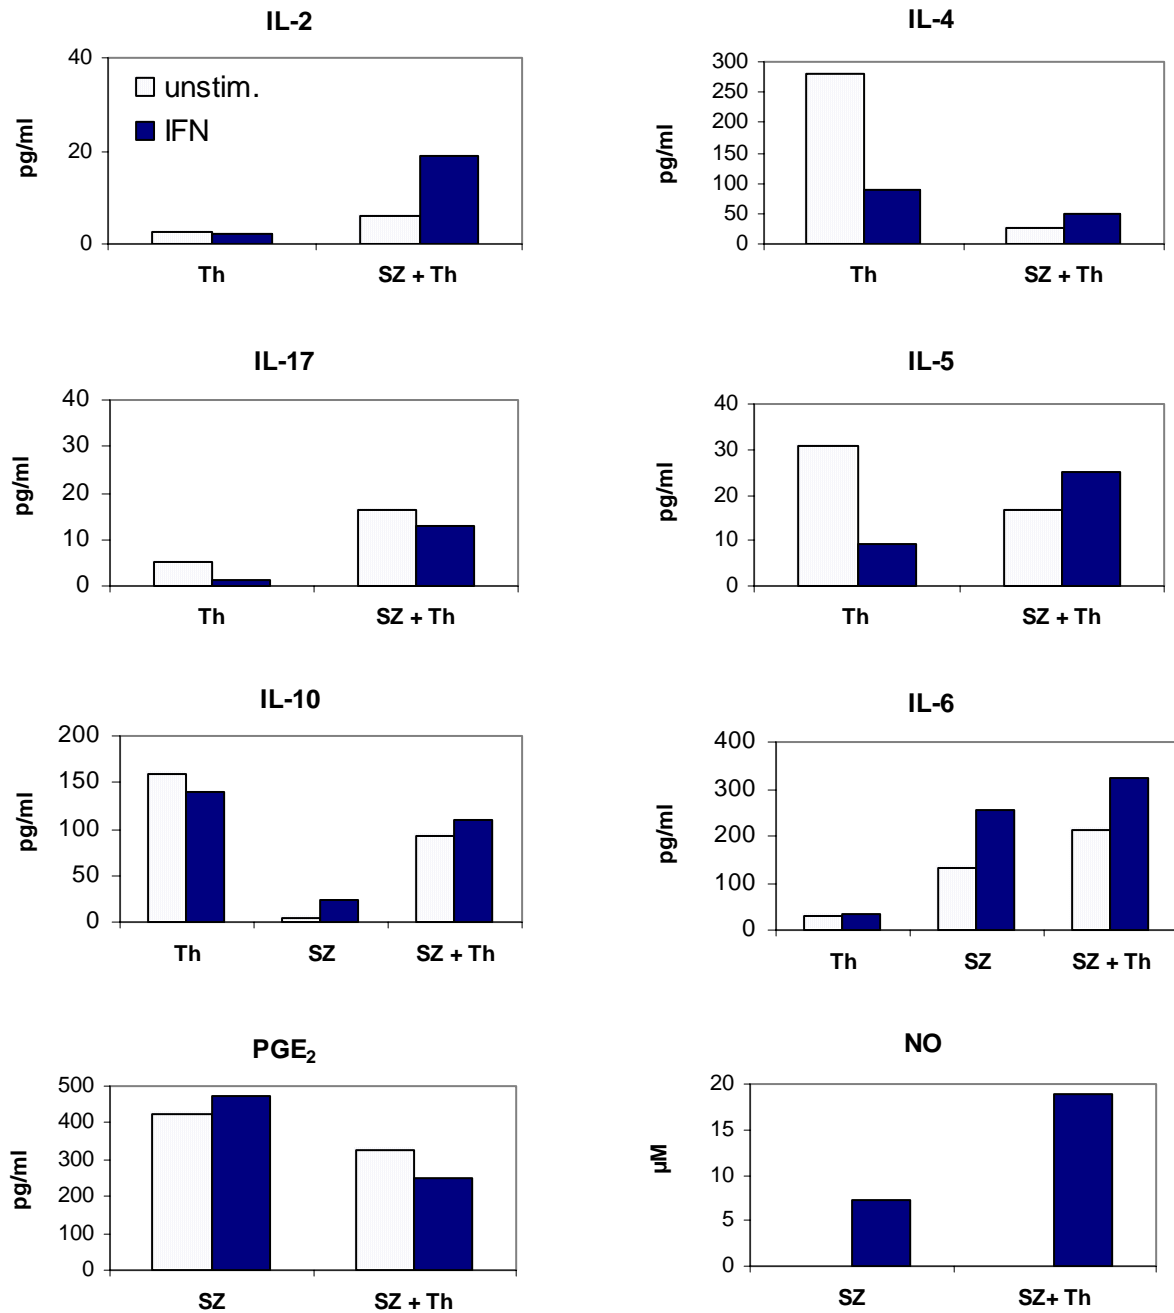 IL-2
40
20
0
pg/ml
unstim.
IFN
Th
SZ + Th
IL-4
300
250
200
150
100
50
0
pg/ml
Th
SZ + Th
IL-17
40
30
20
10
0
pg/ml
Th
SZ + Th
IL-5
40
30
20
10
0
pg/ml
Th
SZ + Th
IL-10
200
150
100
50
0
pg/ml
Th
SZ
SZ + Th
IL-6
400
300
200
100
0
pg/ml
Th
SZ
SZ + Th
PGE₂
500
400
300
200
100
0
pg/ml
SZ
SZ + Th
NO
20
15
10
5
0
µM
SZ
SZ+ Th